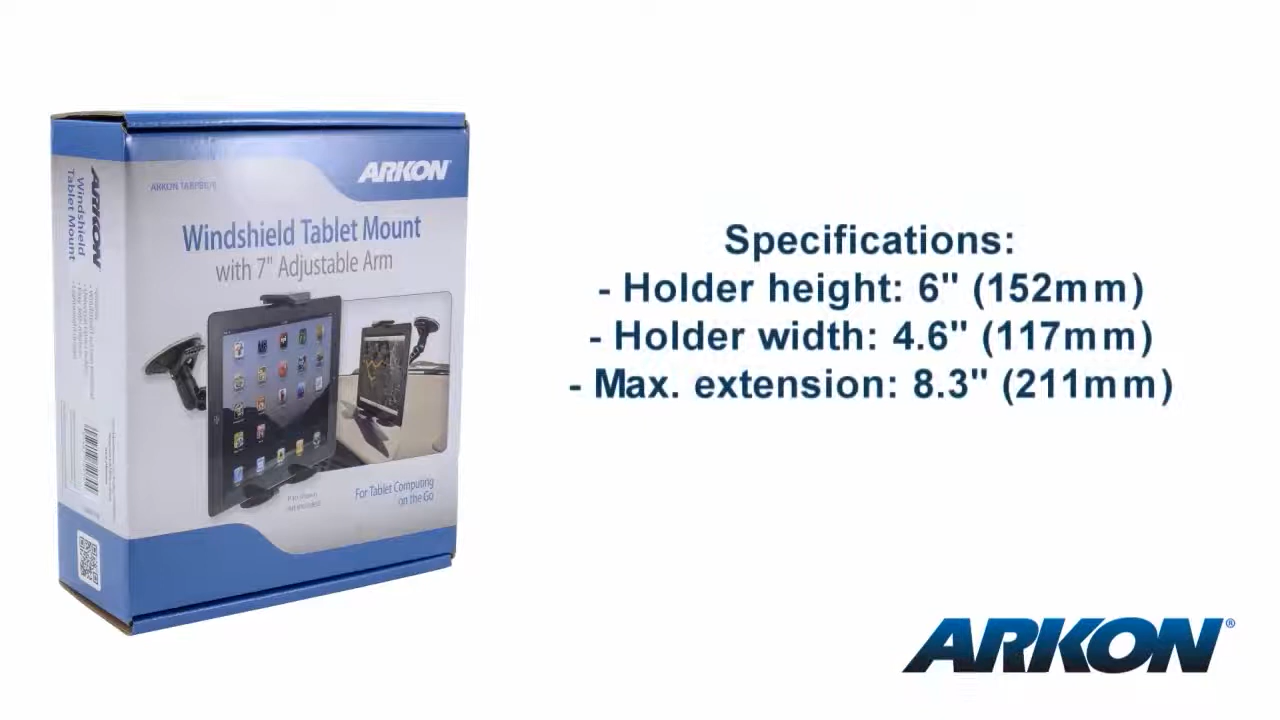 ARKON
Windshield Tablet Mount
with 7" Adjustable Arm
For Tablet Computing
on the Go
ARKON
Windshield
Tablet Mount
Specifications:
- Holder height: 6" (152mm)
- Holder width: 4.6" (117mm)
- Max. extension: 8.3" (211mm)
ARKON®